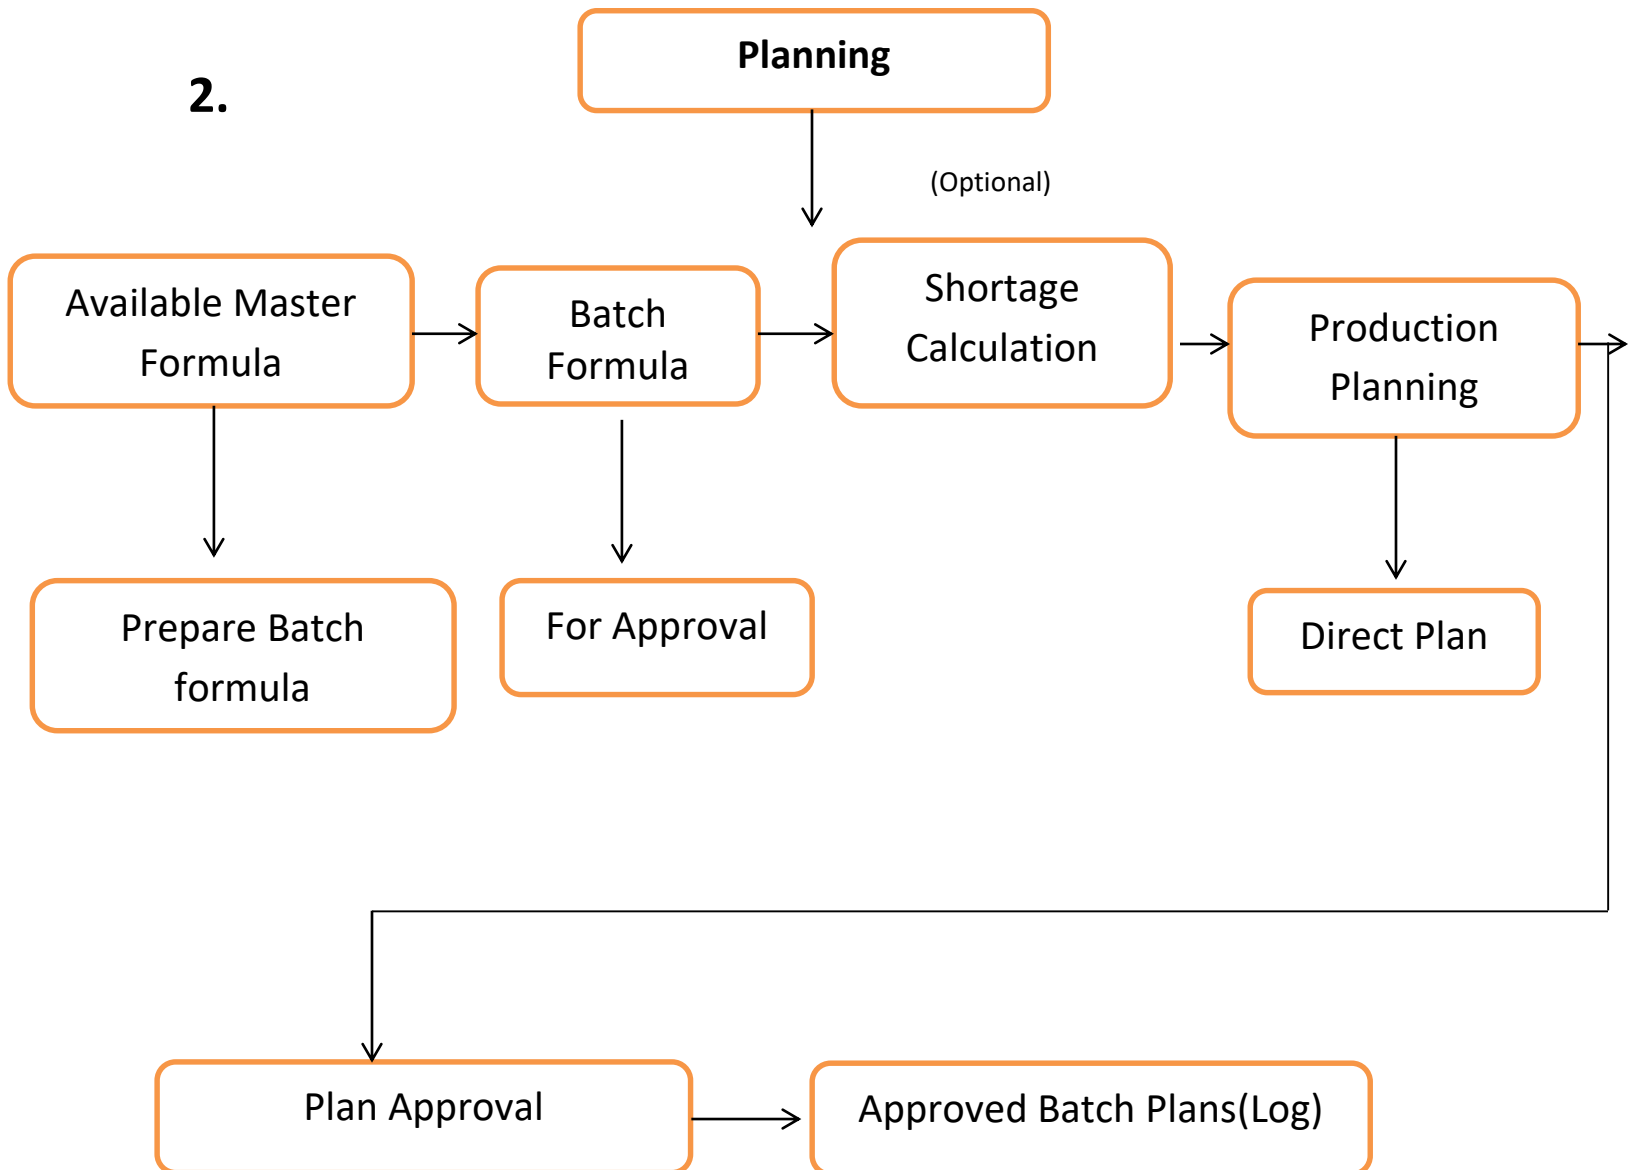 Planning
2.
(Optional)
Available Master
Formula
Batch
Formula
Shortage
Calculation
Production
Planning
Prepare Batch
formula
For Approval
Direct Plan
Plan Approval
Approved Batch Plans(Log)